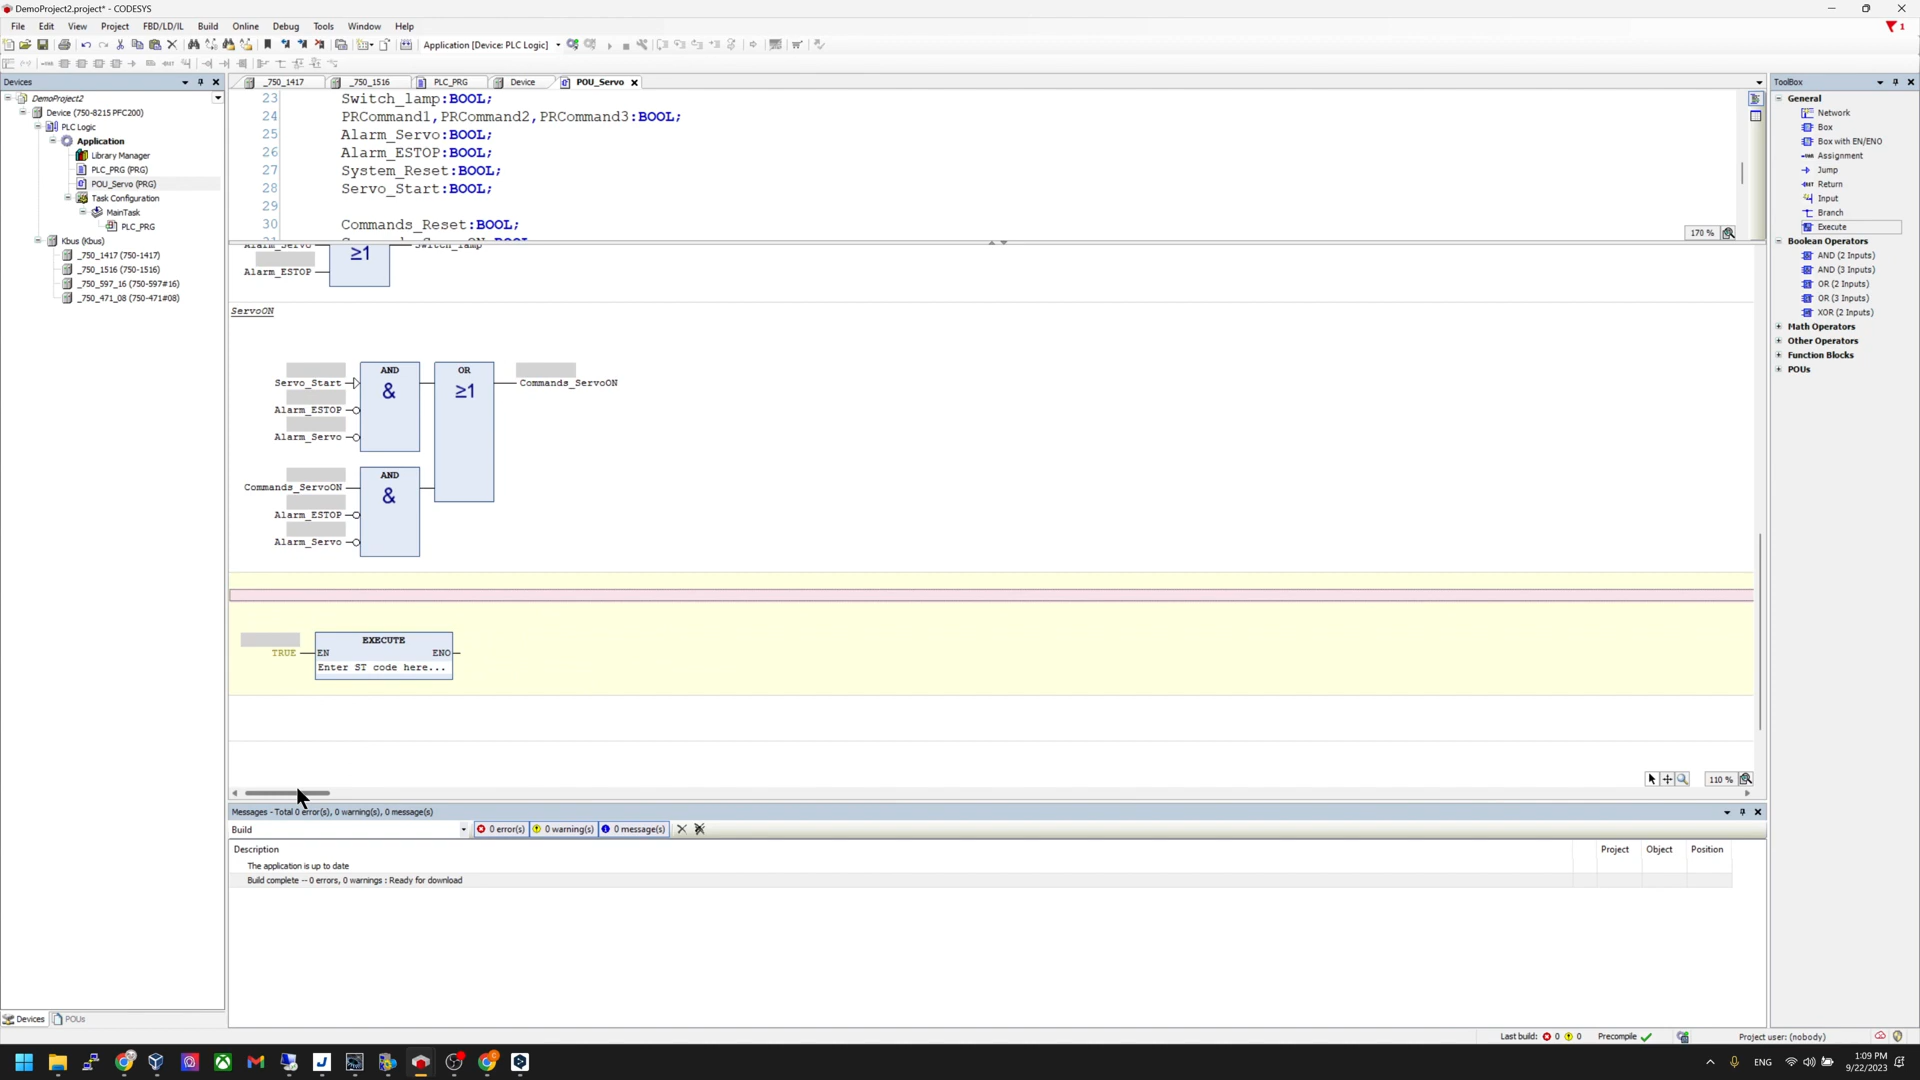 DemoProject2.project* - CODESYS
File Edit View Project FBD/LD/IL Build Online Debug Tools Window Help
1
Application [Device: PLC Logic]
Devices
DemoProject2
Device (750-8215 PFC200)
PLC Logic
Application
Library Manager
PLC_PRG (PRG)
POU_Servo (PRG)
Task Configuration
MainTask
PLC_PRG
Kbus (Kbus)
_750_1417 (750-1417)
_750_1516 (750-1516)
_750_597_16 (750-597#16)
_750_471_08 (750-471#08)
Devices POUs
_750_1417 _750_1516 PLC_PRG Device POU_Servo
23 Switch_lamp:BOOL;
24 PRCommand1,PRCommand2,PRCommand3:BOOL;
25 Alarm_Servo:BOOL;
26 Alarm_ESTOP:BOOL;
27 System_Reset:BOOL;
28 Servo_Start:BOOL;
29
30 Commands_Reset:BOOL;
170 %
Alarm_Servo Switch_lamp
≥1
Alarm_ESTOP
ServoON
AND OR
Servo_Start & ≥1 Commands_ServoON
Alarm_ESTOP
Alarm_Servo
AND
Commands_ServoON &
Alarm_ESTOP
Alarm_Servo
EXECUTE
TRUE EN ENO
Enter ST code here...
110 %
Messages - Total 0 error(s), 0 warning(s), 0 message(s)
Build 0 error(s) 0 warning(s) 0 message(s)
Description Project Object Position
The application is up to date
Build complete -- 0 errors, 0 warnings : Ready for download
ToolBox
General
Network
Box
Box with EN/ENO
Assignment
Jump
Return
Input
Branch
Execute
Boolean Operators
AND (2 Inputs)
AND (3 Inputs)
OR (2 Inputs)
OR (3 Inputs)
XOR (2 Inputs)
Math Operators
Other Operators
Function Blocks
POUs
Last build: 0 0 Precompile Project user: (nobody)
ENG 1:09 PM
9/22/2023